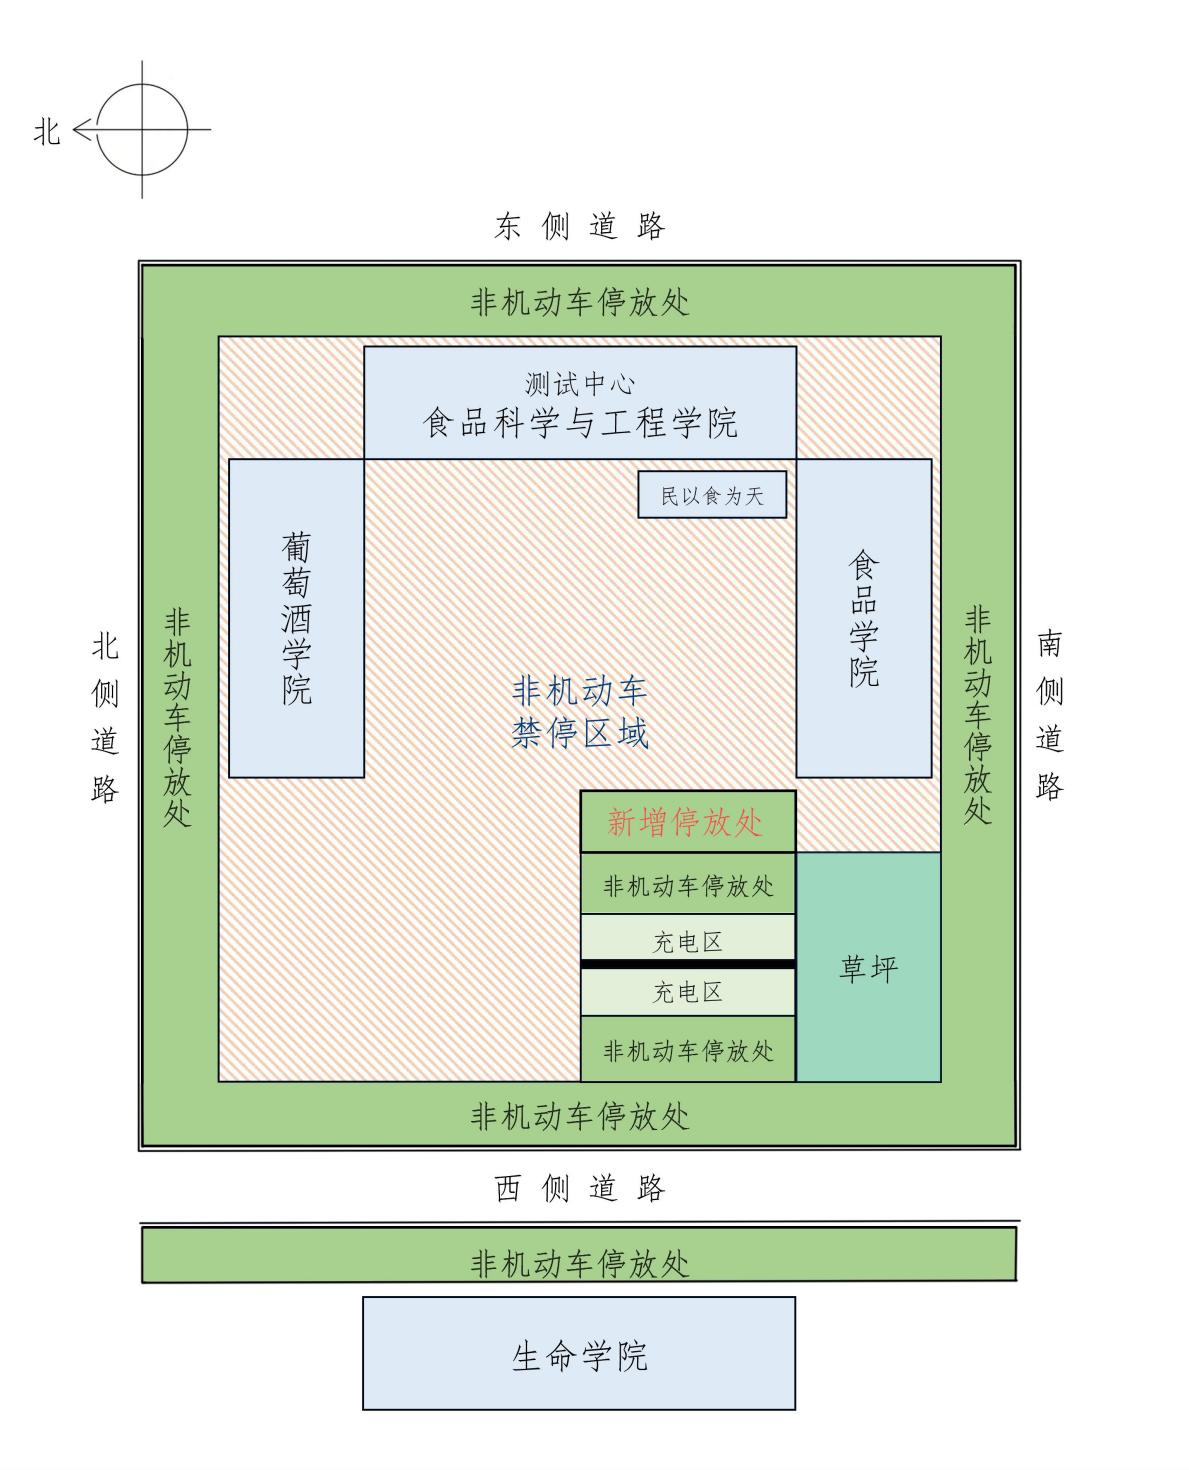 北
东侧道路
非机动车停放处
测试中心
食品科学与工程学院
民以食为天
葡萄酒学院
食品学院
非机动车停放处
非机动车停放处
北侧道路
南侧道路
非机动车
禁停区域
新增停放处
非机动车停放处
充电区
充电区
非机动车停放处
草坪
非机动车停放处
西侧道路
非机动车停放处
生命学院